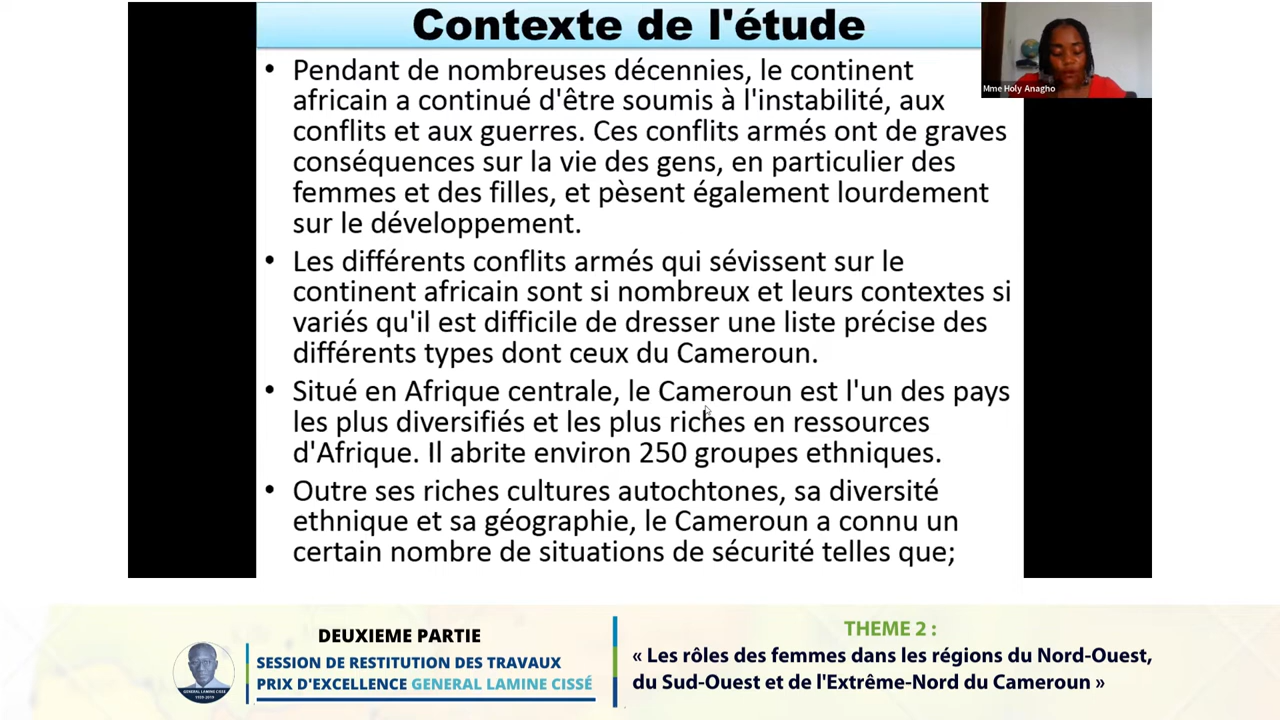 Contexte de l'étude
Mme Holy Anagho
• Pendant de nombreuses décennies, le continent
africain a continué d'être soumis à l'instabilité, aux
conflits et aux guerres. Ces conflits armés ont de graves
conséquences sur la vie des gens, en particulier des
femmes et des filles, et pèsent également lourdement
sur le développement.
• Les différents conflits armés qui sévissent sur le
continent africain sont si nombreux et leurs contextes si
variés qu'il est difficile de dresser une liste précise des
différents types dont ceux du Cameroun.
• Situé en Afrique centrale, le Cameroun est l'un des pays
les plus diversifiés et les plus riches en ressources
d'Afrique. Il abrite environ 250 groupes ethniques.
• Outre ses riches cultures autochtones, sa diversité
ethnique et sa géographie, le Cameroun a connu un
certain nombre de situations de sécurité telles que;
DEUXIEME PARTIE
SESSION DE RESTITUTION DES TRAVAUX
PRIX D'EXCELLENCE GENERAL LAMINE CISSÉ
GENERAL LAMINE CISSÉ
1939-2019
THEME 2 :
« Les rôles des femmes dans les régions du Nord-Ouest,
du Sud-Ouest et de l'Extrême-Nord du Cameroun »